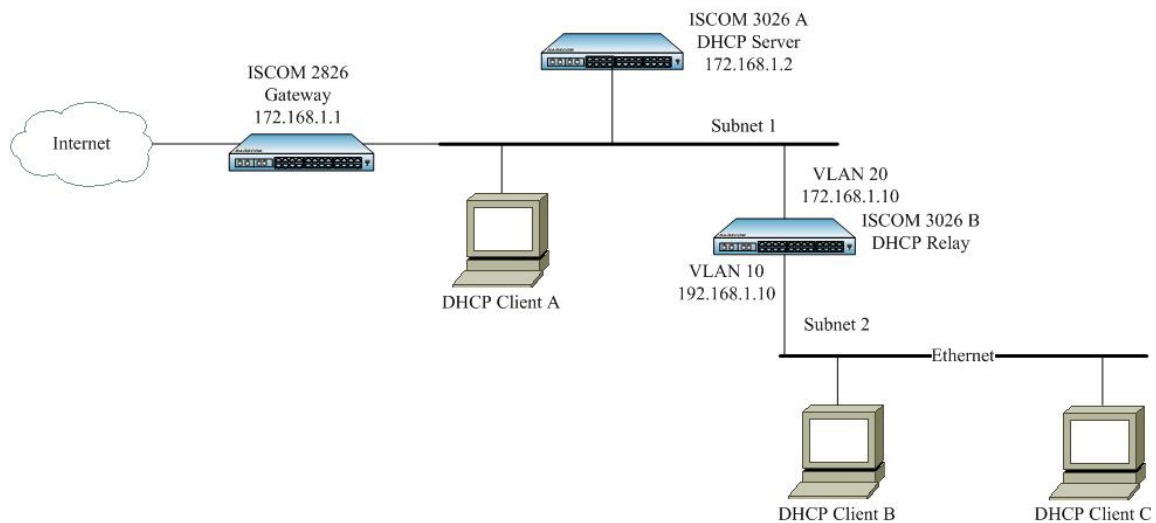 ISCOM 3026 A
DHCP Server
172.168.1.2
ISCOM 2826
Gateway
172.168.1.1
Internet
Subnet 1
VLAN 20
172.168.1.10
ISCOM 3026 B
DHCP Relay
VLAN 10
192.168.1.10
DHCP Client A
Subnet 2
Ethernet
DHCP Client B
DHCP Client C